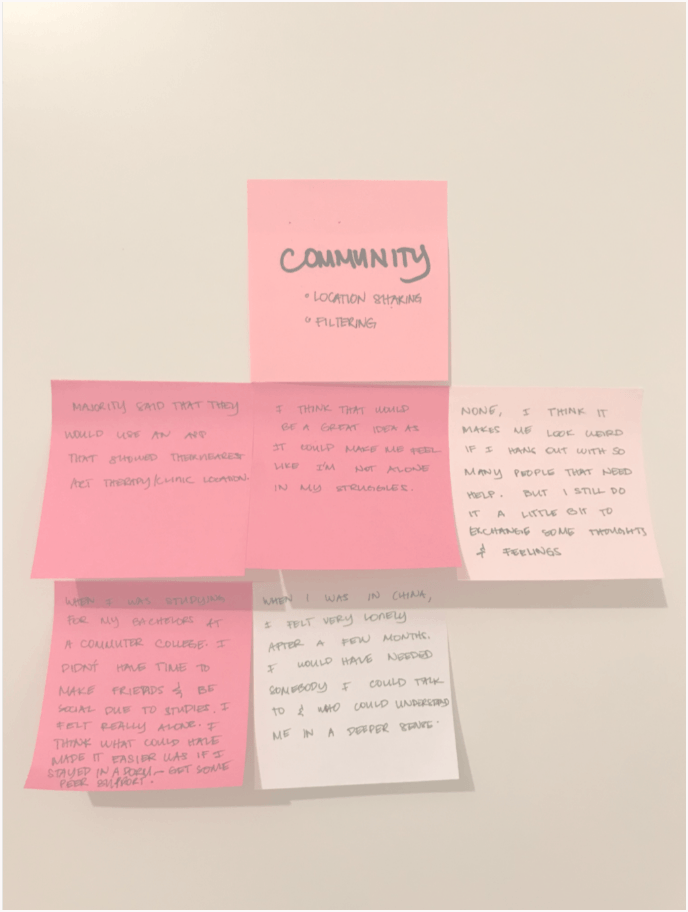 COMMUNITY
• LOCATION SHARING
• FILTERING
MAJORITY SAID THAT THEY
WOULD USE AN APP
THAT SHOWED THEM NEAREST
ART THERAPY/CLINIC LOCATION.
I THINK THAT WOULD
BE A GREAT IDEA AS
IT COULD MAKE ME FEEL
LIKE I'M NOT ALONE
IN MY STRUGGLES.
NONE, I THINK IT
MAKES ME LOOK WEIRD
IF I HANG OUT WITH SO
MANY PEOPLE THAT NEED
HELP. BUT I STILL DO
IT A LITTLE BIT TO
EXCHANGE SOME THOUGHTS
& FEELINGS
WHEN I WAS STUDYING
FOR MY BACHELORS AT
A COMMUTER COLLEGE. I
DIDN'T HAVE TIME TO
MAKE FRIENDS & BE
SOCIAL DUE TO STUDIES. I
FELT REALLY ALONE. I
THINK WHAT COULD HAVE
MADE IT EASIER WAS IF I
STAYED IN A DORM – GET SOME
PEER SUPPORT.
WHEN I WAS IN CHINA,
I FELT VERY LONELY
AFTER A FEW MONTHS.
I WOULD HAVE NEEDED
SOMEBODY I COULD TALK
TO & WHO COULD UNDERSTAND
ME IN A DEEPER SENSE.